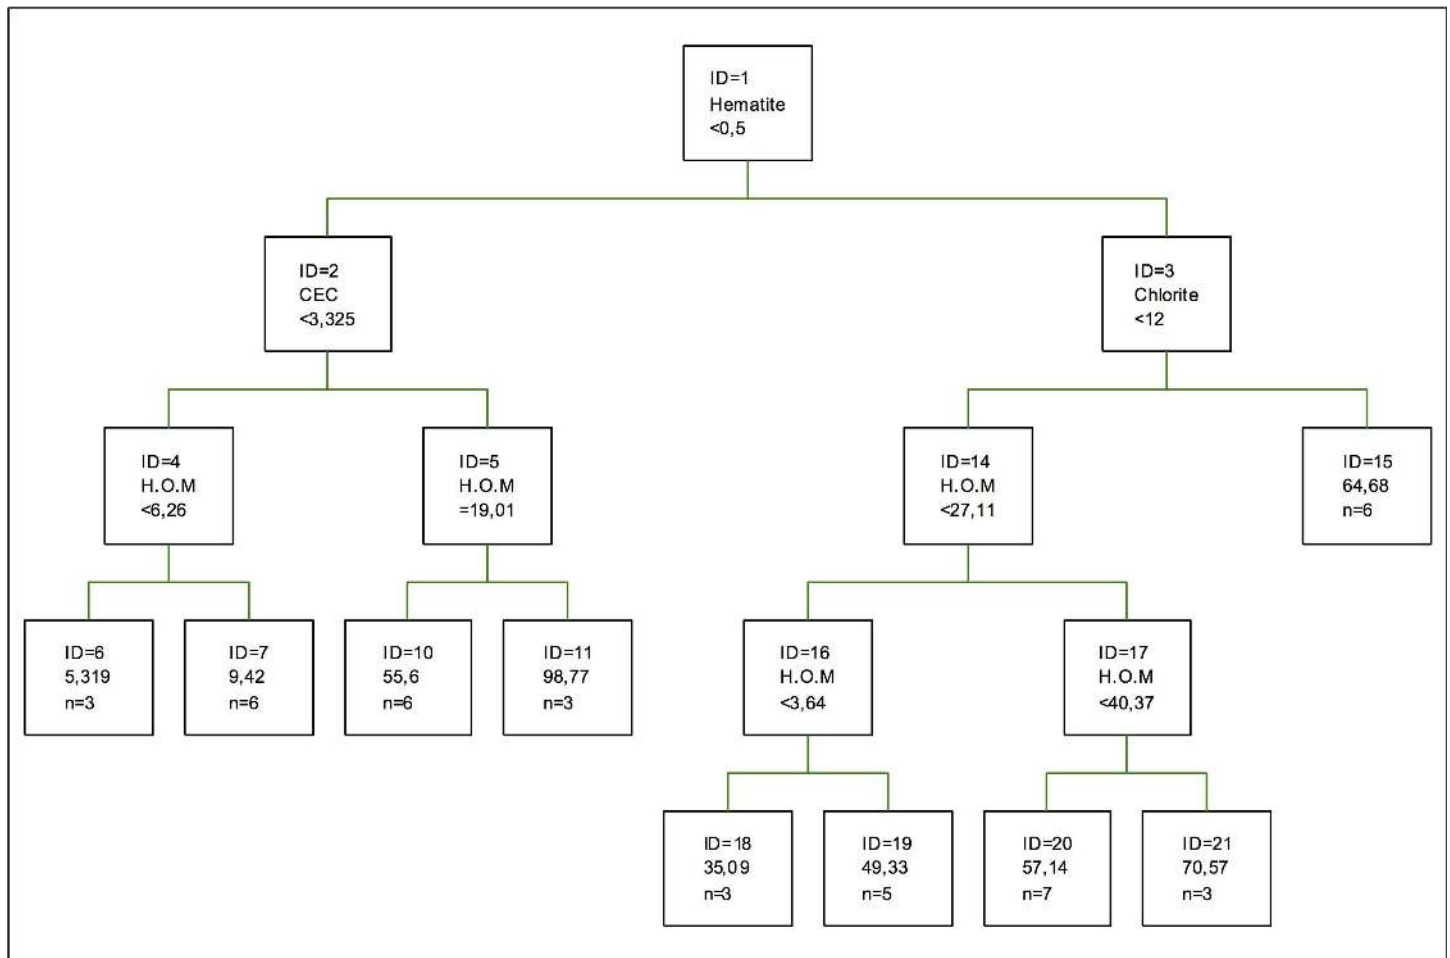 ID=1
Hematite
<0,5
ID=2
CEC
<3,325
ID=3
Chlorite
<12
ID=4
H.O.M
<6,26
ID=5
H.O.M
=19,01
ID=14
H.O.M
<27,11
ID=15
64,68
n=6
ID=6
5,319
n=3
ID=7
9,42
n=6
ID=10
55,6
n=6
ID=11
98,77
n=3
ID=16
H.O.M
<3,64
ID=17
H.O.M
<40,37
ID=18
35,09
n=3
ID=19
49,33
n=5
ID=20
57,14
n=7
ID=21
70,57
n=3